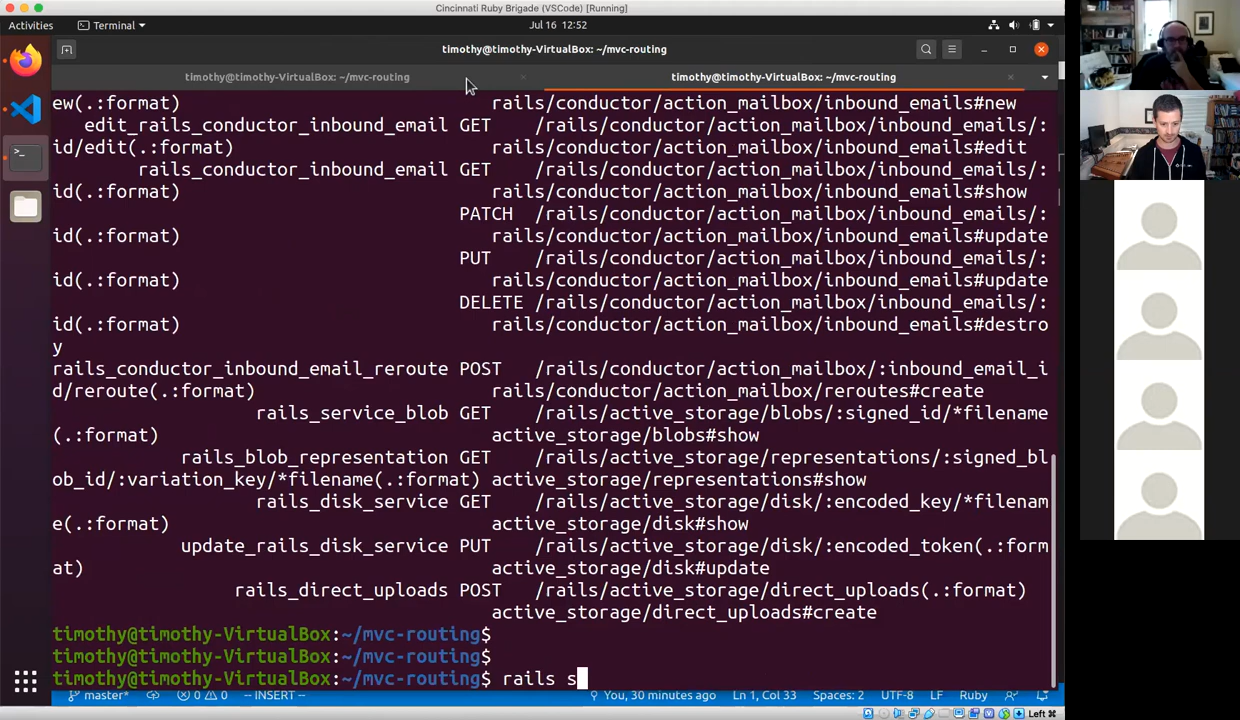 Cincinnati Ruby Brigade (VSCode) [Running]
Activities
Terminal
Jul 16 12:52
timothy@timothy-VirtualBox: ~/mvc-routing
timothy@timothy-VirtualBox: ~/mvc-routing
timothy@timothy-VirtualBox: ~/mvc-routing
ew(.:format) rails/conductor/action_mailbox/inbound_emails#new
edit_rails_conductor_inbound_email GET /rails/conductor/action_mailbox/inbound_emails/:
id/edit(.:format) rails/conductor/action_mailbox/inbound_emails#edit
rails_conductor_inbound_email GET /rails/conductor/action_mailbox/inbound_emails/:
id(.:format) rails/conductor/action_mailbox/inbound_emails#show
PATCH /rails/conductor/action_mailbox/inbound_emails/:
id(.:format) rails/conductor/action_mailbox/inbound_emails#update
PUT /rails/conductor/action_mailbox/inbound_emails/:
id(.:format) rails/conductor/action_mailbox/inbound_emails#update
DELETE /rails/conductor/action_mailbox/inbound_emails/:
id(.:format) rails/conductor/action_mailbox/inbound_emails#destro
y
rails_conductor_inbound_email_reroute POST /rails/conductor/action_mailbox/:inbound_email_i
d/reroute(.:format) rails/conductor/action_mailbox/reroutes#create
rails_service_blob GET /rails/active_storage/blobs/:signed_id/*filename
(.:format) active_storage/blobs#show
rails_blob_representation GET /rails/active_storage/representations/:signed_bl
ob_id/:variation_key/*filename(.:format) active_storage/representations#show
rails_disk_service GET /rails/active_storage/disk/:encoded_key/*filenam
e(.:format) active_storage/disk#show
update_rails_disk_service PUT /rails/active_storage/disk/:encoded_token(.:form
at) active_storage/disk#update
rails_direct_uploads POST /rails/active_storage/direct_uploads(.:format)
active_storage/direct_uploads#create
timothy@timothy-VirtualBox:~/mvc-routing$
timothy@timothy-VirtualBox:~/mvc-routing$
timothy@timothy-VirtualBox:~/mvc-routing$ rails s
master* 0 0 -- INSERT -- You, 30 minutes ago Ln 1, Col 33 Spaces: 2 UTF-8 LF Ruby
Left ⌘